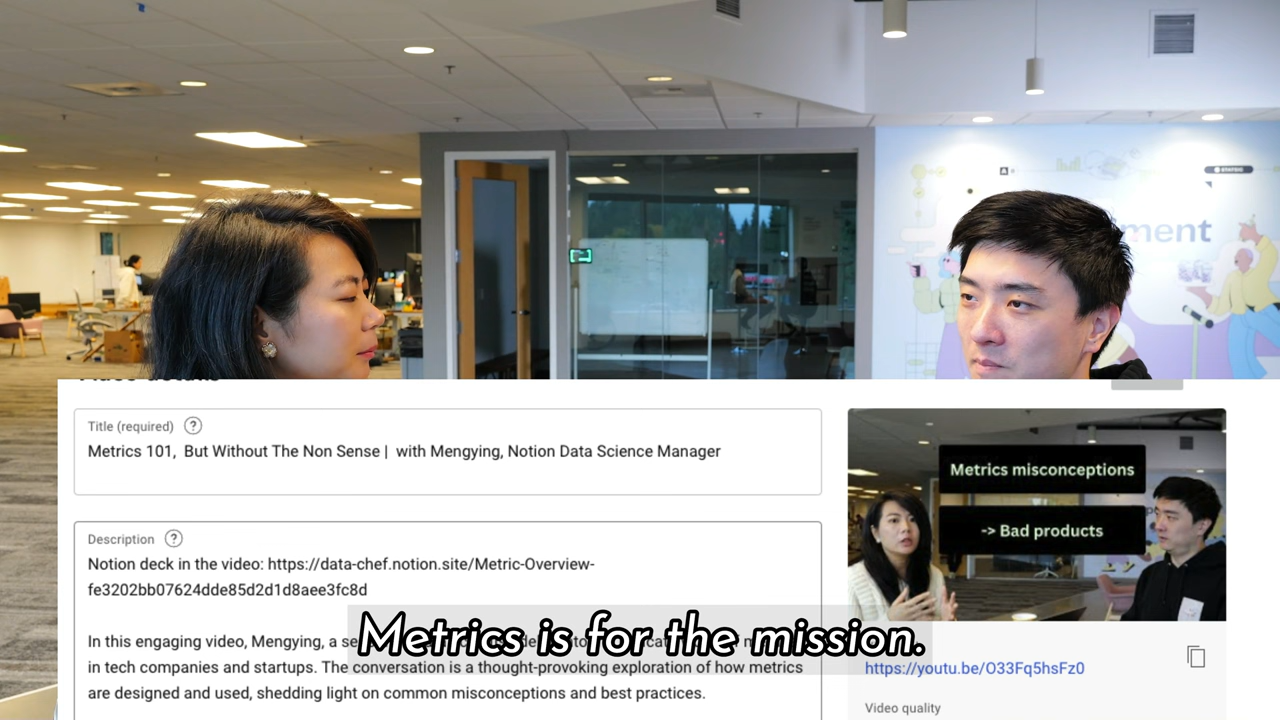 STATSIG
ment
Video details
Title (required) ?
Metrics 101, But Without The Non Sense | with Mengying, Notion Data Science Manager
Description ?
Notion deck in the video: https://data-chef.notion.site/Metric-Overview-
fe3202bb07624dde85d2d1d8aee3fc8d
In this engaging video, Mengying, a se
in tech companies and startups. The conversation is a thought-provoking exploration of how metrics
are designed and used, shedding light on common misconceptions and best practices.
Metrics misconceptions
-> Bad products
https://youtu.be/O33Fq5hsFz0
Video quality
Metrics is for the mission.